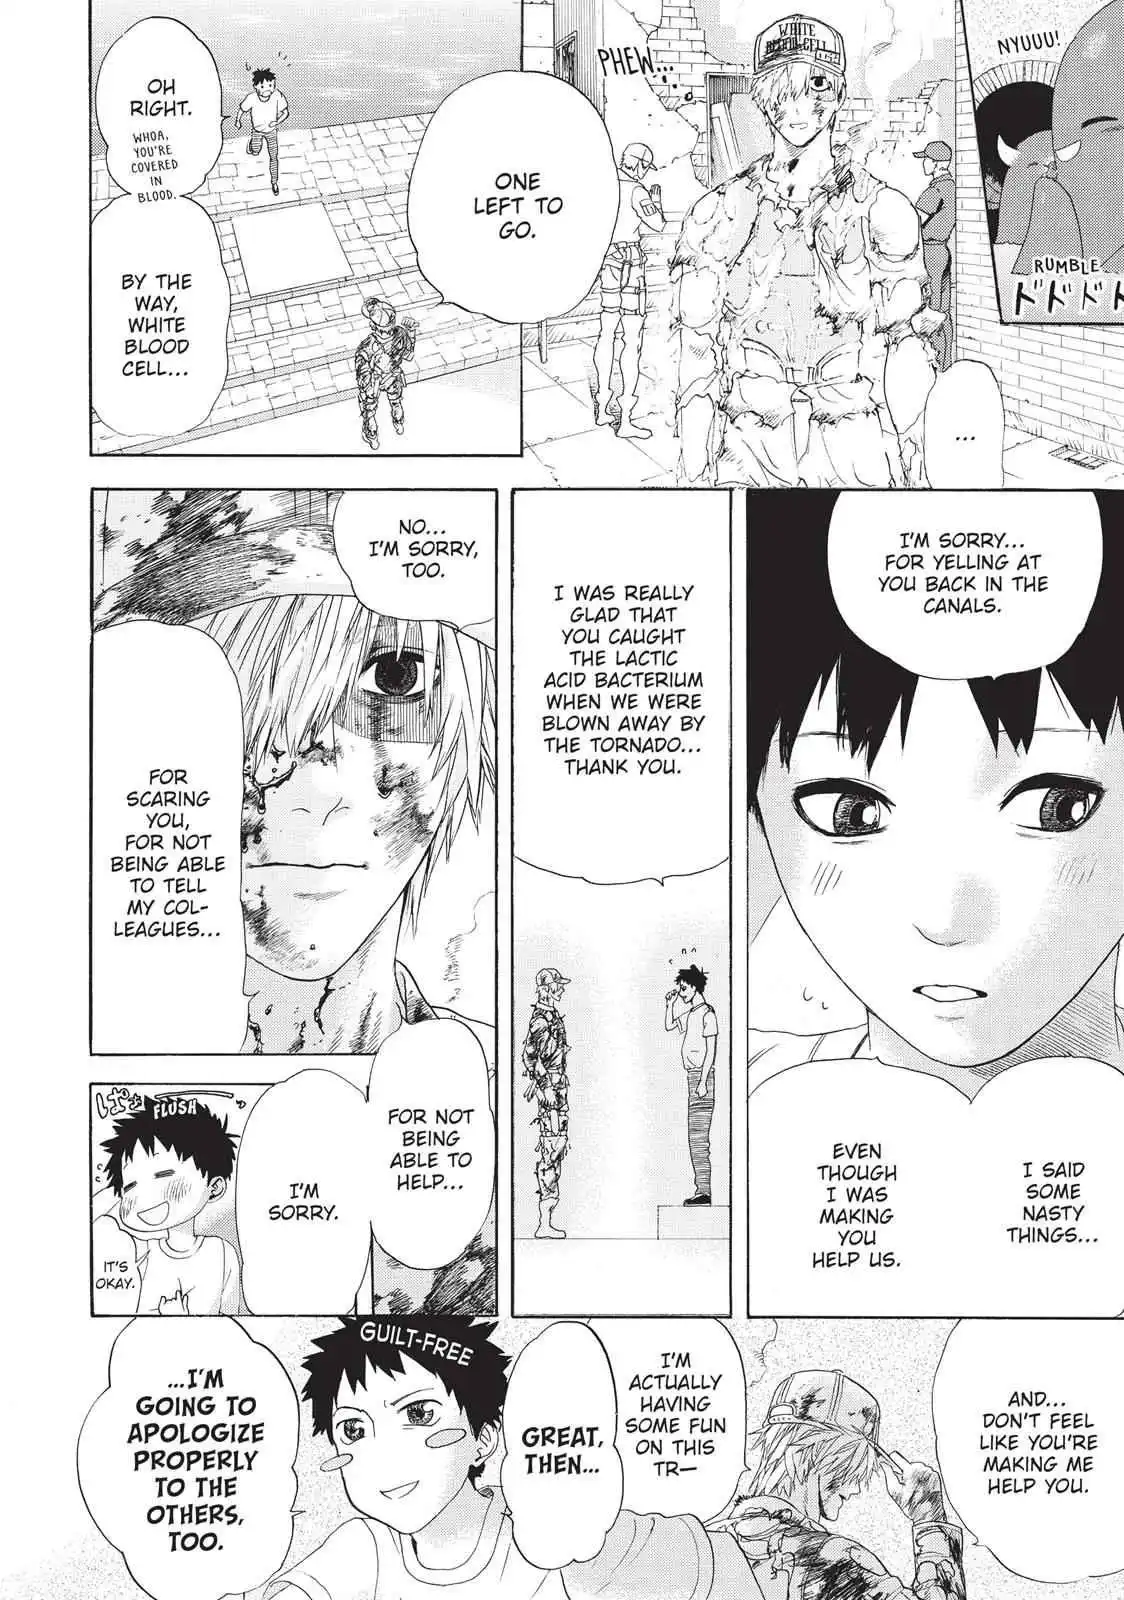 NYUUU!
RUMBLE
ドドドド
PHEW...
WHITE
BLOOD CELL
...
ONE
LEFT TO
GO.
OH
RIGHT.
WHOA,
YOU'RE
COVERED
IN
BLOOD.
BY THE
WAY,
WHITE
BLOOD
CELL...
I'M SORRY...
FOR YELLING AT
YOU BACK IN THE
CANALS.
I SAID
SOME
NASTY
THINGS...
EVEN
THOUGH
I WAS
MAKING
YOU
HELP US.
I WAS REALLY
GLAD THAT
YOU CAUGHT
THE LACTIC
ACID BACTERIUM
WHEN WE WERE
BLOWN AWAY BY
THE TORNADO...
THANK YOU.
NO...
I'M SORRY,
TOO.
FOR
SCARING
YOU,
FOR NOT
BEING ABLE
TO TELL
MY COL-
LEAGUES...
FOR NOT
BEING
ABLE TO
HELP...
I'M
SORRY.
FLUSH
IT'S
OKAY.
AND...
DON'T FEEL
LIKE YOU'RE
MAKING ME
HELP YOU.
I'M
ACTUALLY
HAVING
SOME FUN
ON THIS
TR—
GREAT,
THEN...
GUILT-FREE
...I'M
GOING TO
APOLOGIZE
PROPERLY
TO THE
OTHERS,
TOO.